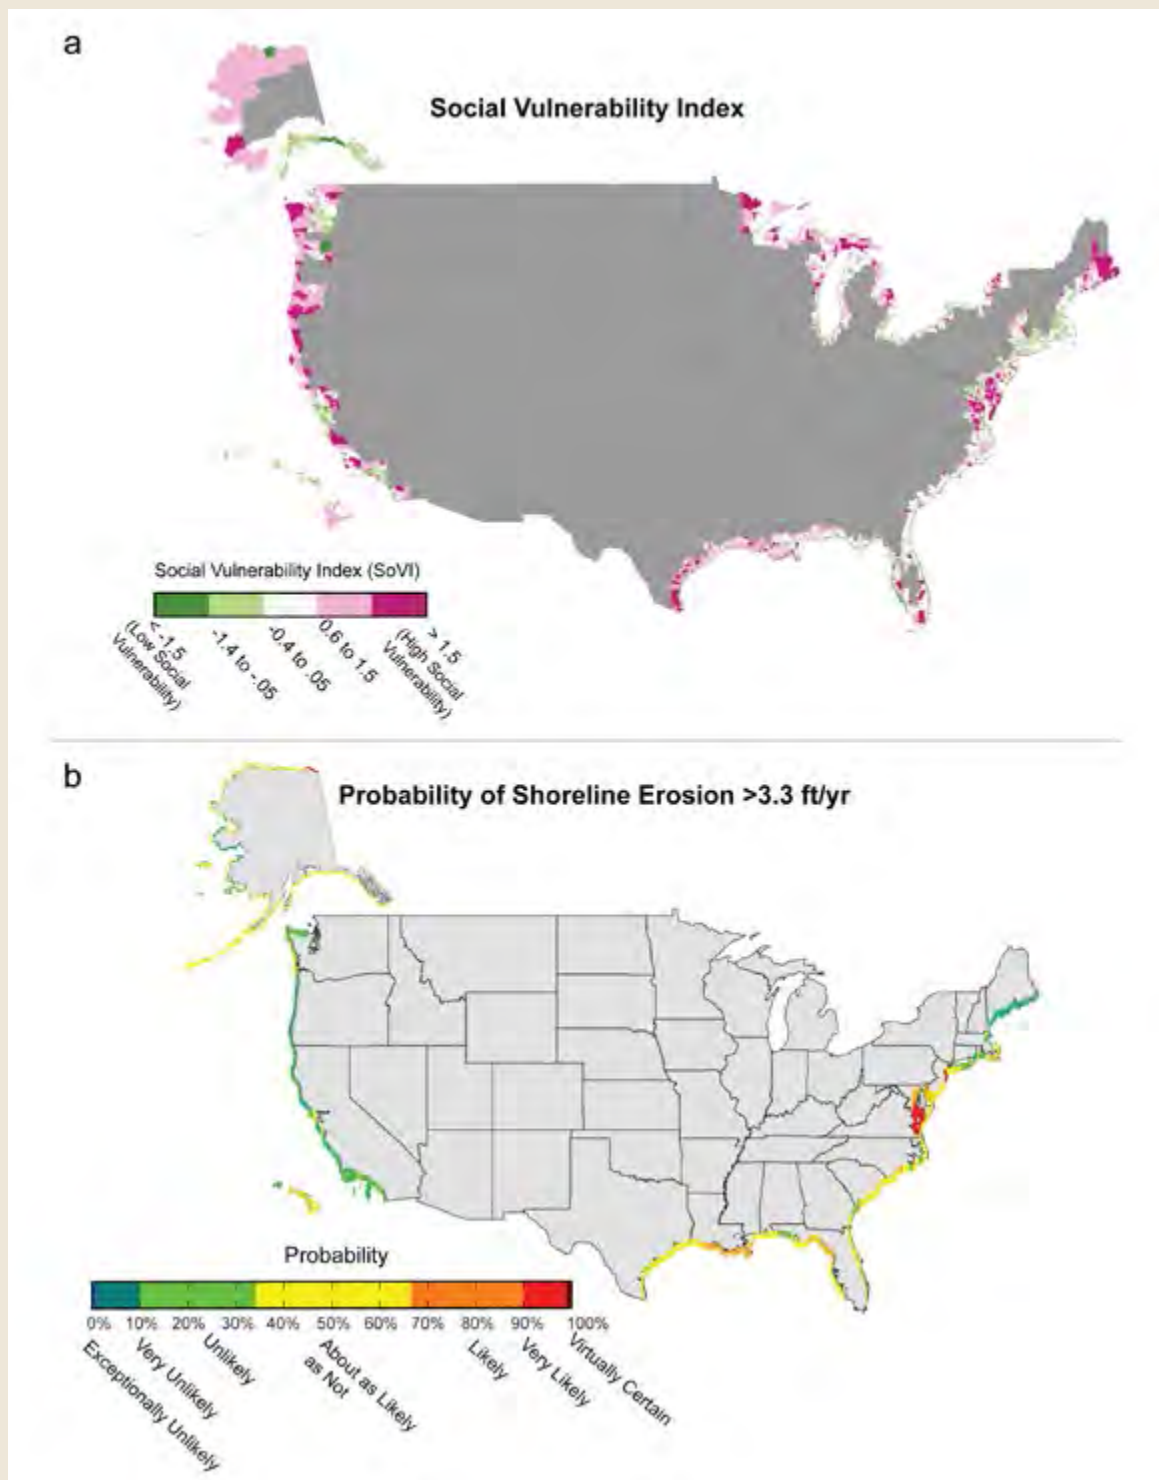 a
Social Vulnerability Index
Social Vulnerability Index (SoVI)
< -1.5
(Low Social
Vulnerability)
-1.4 to -.05
-0.4 to .05
0.6 to 1.5
> 1.5
(High Social
Vulnerability)
b
Probability of Shoreline Erosion >3.3 ft/yr
Probability
0% 10% 20% 30% 40% 50% 60% 70% 80% 90% 100%
Exceptionally Unlikely
Very Unlikely
Unlikely
About as Likely
as Not
Likely
Very Likely
Virtually Certain